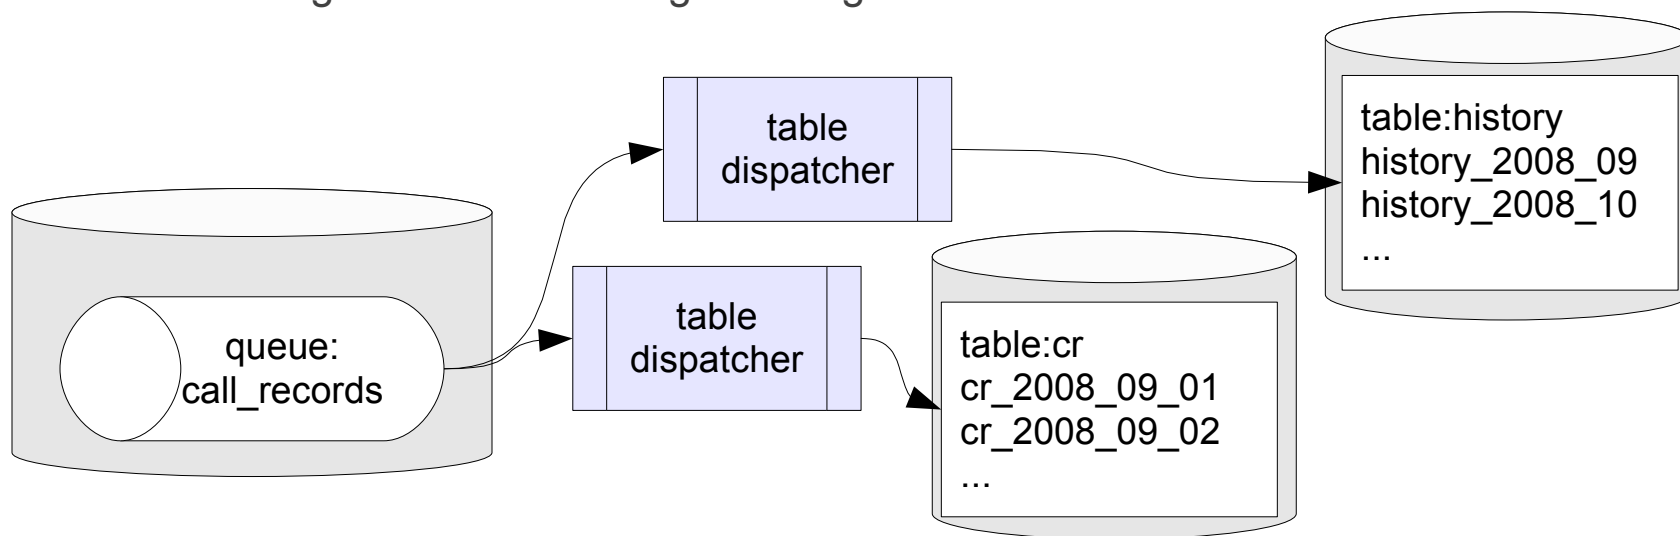 table
dispatcher
table:history
history_2008_09
history_2008_10
...
queue:
call_records
table
dispatcher
table:cr
cr_2008_09_01
cr_2008_09_02
...